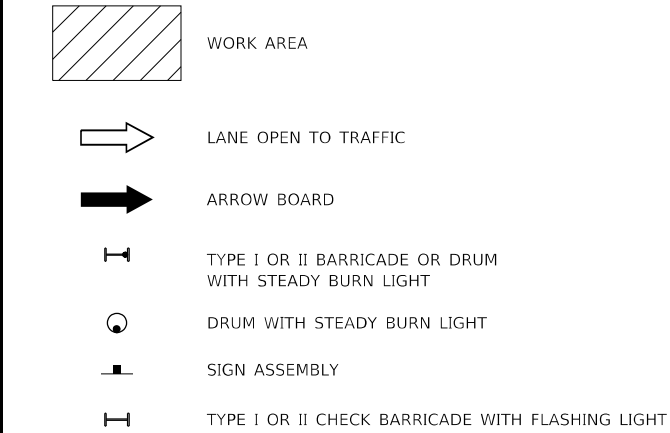 WORK AREA
LANE OPEN TO TRAFFIC
ARROW BOARD
TYPE I OR II BARRICADE OR DRUM
WITH STEADY BURN LIGHT
DRUM WITH STEADY BURN LIGHT
SIGN ASSEMBLY
TYPE I OR II CHECK BARRICADE WITH FLASHING LIGHT